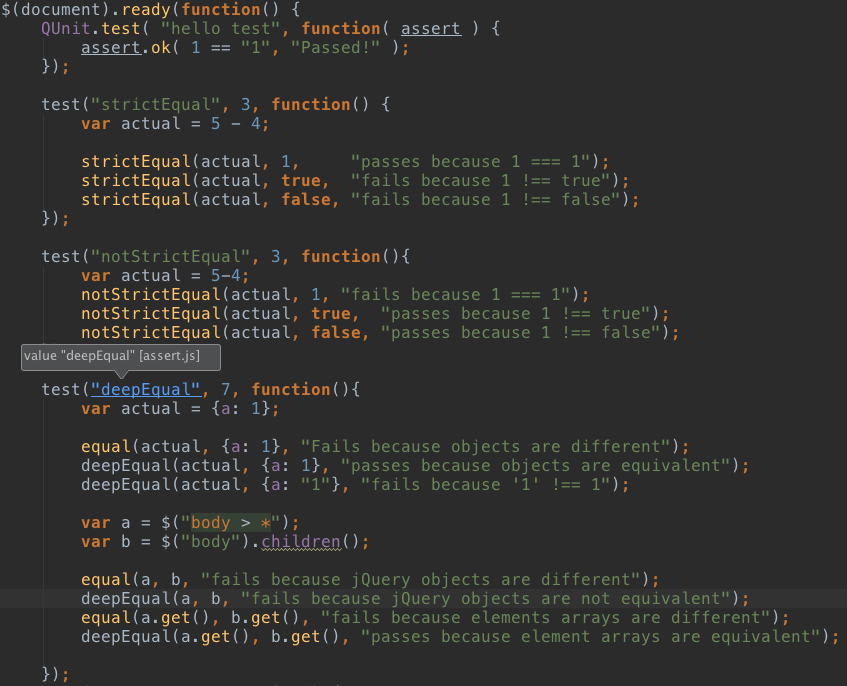 $(document).ready(function() {
    QUnit.test( "hello test", function( assert ) {
        assert.ok( 1 == "1", "Passed!" );
    });

    test("strictEqual", 3, function() {
        var actual = 5 - 4;

        strictEqual(actual, 1,     "passes because 1 === 1");
        strictEqual(actual, true,  "fails because 1 !== true");
        strictEqual(actual, false, "fails because 1 !== false");
    });

    test("notStrictEqual", 3, function(){
        var actual = 5-4;
        notStrictEqual(actual, 1, "fails because 1 === 1");
        notStrictEqual(actual, true,  "passes because 1 !== true");
        notStrictEqual(actual, false, "passes because 1 !== false");
value "deepEqual" [assert.js]
    test("deepEqual", 7, function(){
        var actual = {a: 1};

        equal(actual, {a: 1}, "Fails because objects are different");
        deepEqual(actual, {a: 1}, "passes because objects are equivalent");
        deepEqual(actual, {a: "1"}, "fails because '1' !== 1");

        var a = $("body > *");
        var b = $("body").children();

        equal(a, b, "fails because jQuery objects are different");
        deepEqual(a, b, "fails because jQuery objects are not equivalent");
        equal(a.get(), b.get(), "fails because elements arrays are different");
        deepEqual(a.get(), b.get(), "passes because element arrays are equivalent");

    });